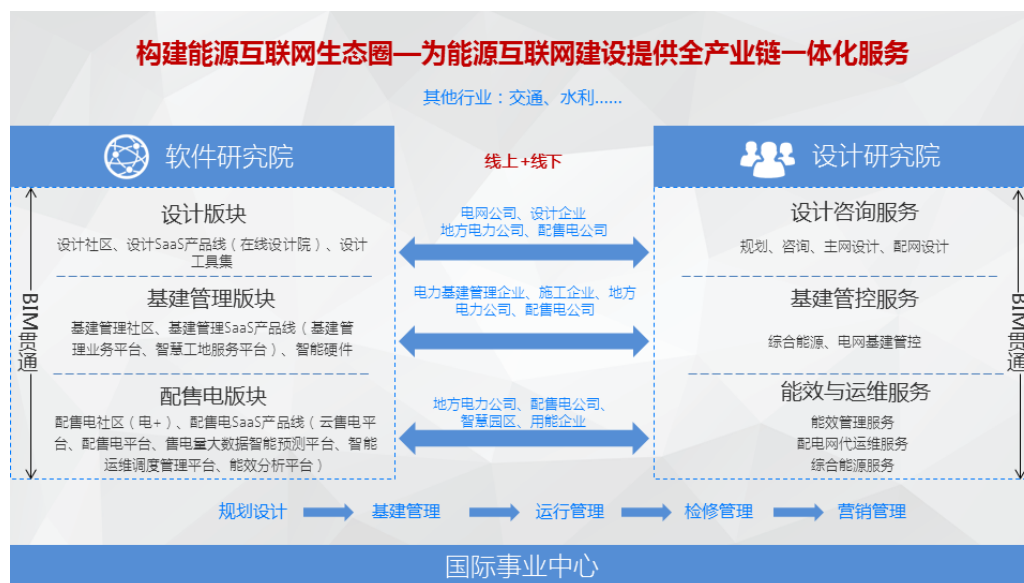 构建能源互联网生态圈—为能源互联网建设提供全产业链一体化服务
其他行业：交通、水利......
软件研究院
线上+线下
设计研究院
BIM贯通
设计版块
设计社区、设计SaaS产品线（在线设计院）、设计
工具集
基建管理版块
基建管理社区、基建管理SaaS产品线（基建管
理业务平台、智慧工地服务平台）、智能硬件
配售电版块
配售电社区（电+）、配售电SaaS产品线（云售电平
台、配售电平台、售电量大数据智能预测平台、智能
运维调度管理平台、能效分析平台）
电网公司、设计企业
地方电力公司、配售电公司
电力基建管理企业、施工企业、地方
电力公司、配售电公司
地方电力公司、配售电公司、
智慧园区、用能企业
设计咨询服务
规划、咨询、主网设计、配网设计
基建管控服务
综合能源、电网基建管控
能效与运维服务
能效管理服务
配电网代运维服务
综合能源服务
BIM贯通
规划设计
基建管理
运行管理
检修管理
营销管理
国际事业中心